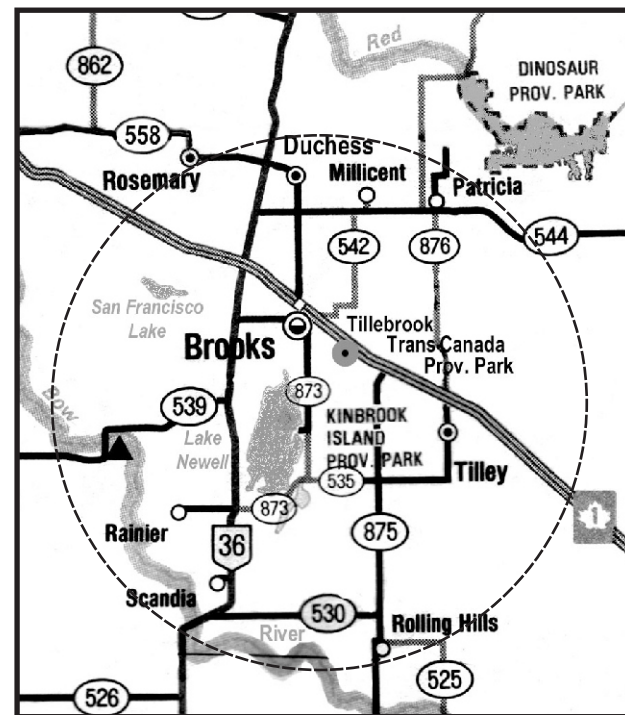 Red
862
DINOSAUR
PROV. PARK
558
Duchess
Rosemary
Millicent
Patricia
542
876
544
San Francisco
Lake
Brooks
Tillebrook
Trans Canada
Prov. Park
Bow
873
539
KINBROOK
ISLAND
PROV. PARK
Lake
Newell
Tilley
535
873
1
Rainier
36
875
Scandia
530
River
Rolling Hills
526
525